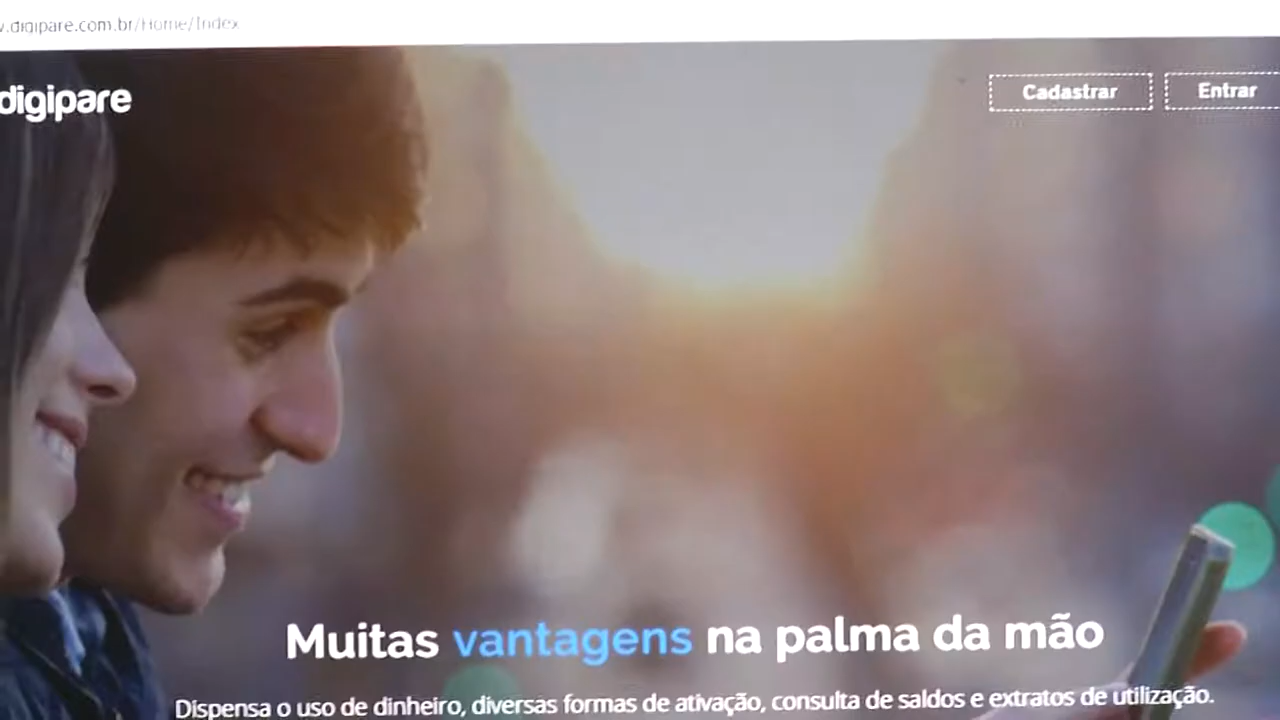 .digipare.com.br/Home/Index
digipare
Cadastrar
Entrar
Muitas vantagens na palma da mão
Dispensa o uso de dinheiro, diversas formas de ativação, consulta de saldos e extratos de utilização.